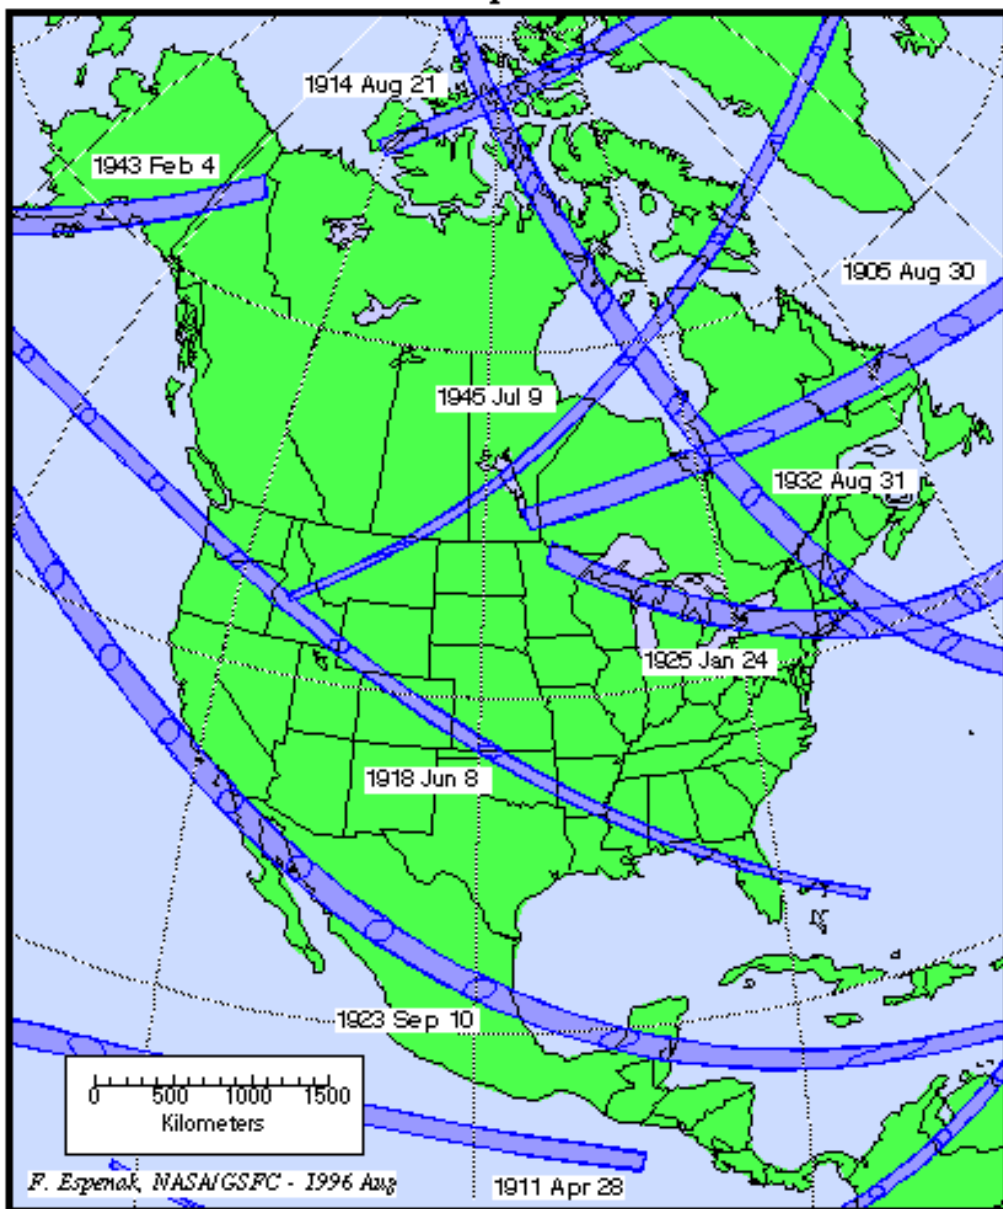 1914 Aug 21
1943 Feb 4
1905 Aug 30
1945 Jul 9
1932 Aug 31
1925 Jan 24
1918 Jun 8
1923 Sep 10
0 500 1000 1500
Kilometers
F. Espenak, NASA/GSFC - 1996 Aug
1911 Apr 28